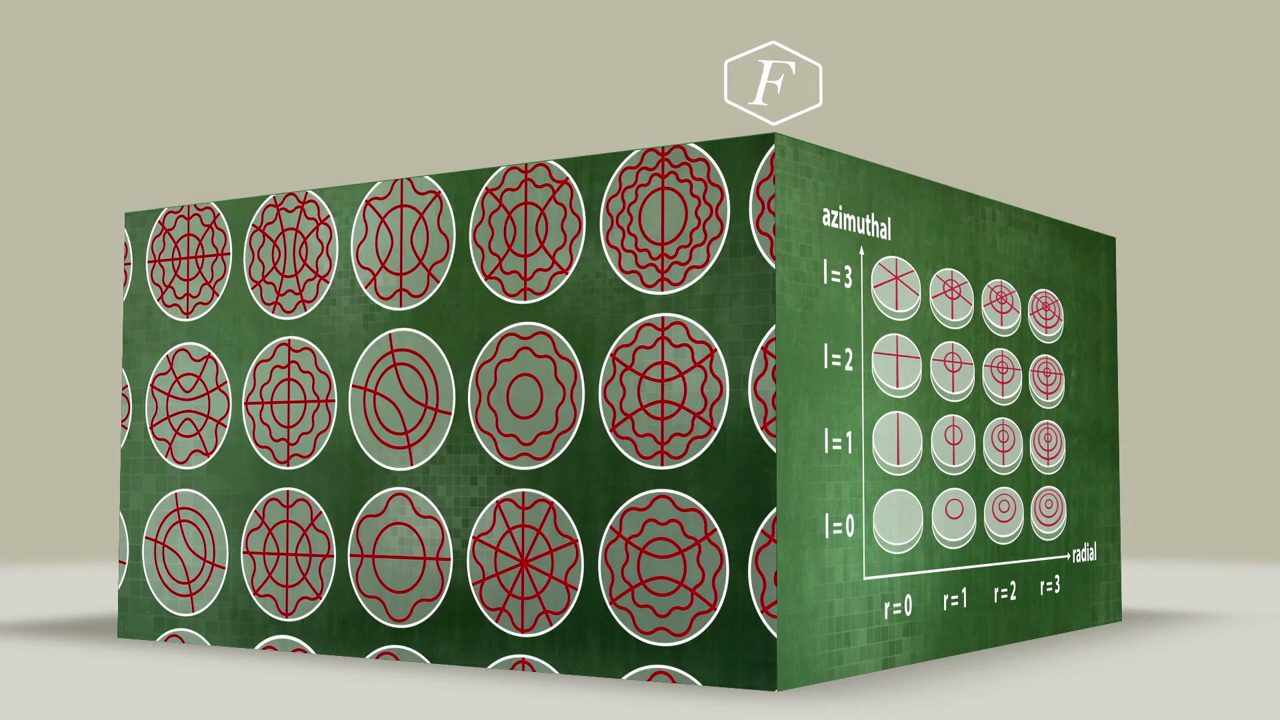 F
azimuthal
l = 3
l = 2
l = 1
l = 0
radial
r = 0
r = 1
r = 2
r = 3